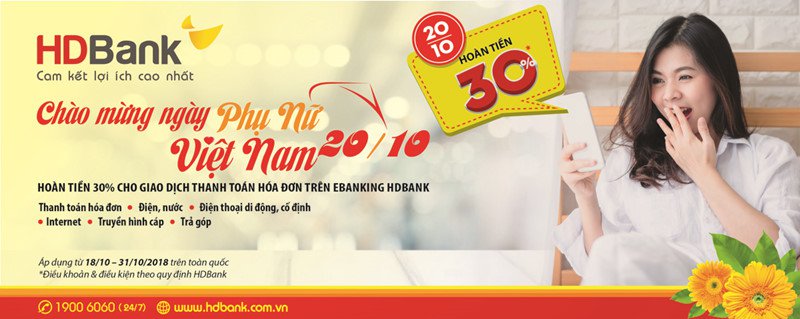 HDBank
Cam kết lợi ích cao nhất
20
10
HOÀN TIỀN
30%*
Chào mừng ngày Phụ Nữ
Việt Nam 20/10
HOÀN TIỀN 30% CHO GIAO DỊCH THANH TOÁN HÓA ĐƠN TRÊN EBANKING HDBANK
Thanh toán hóa đơn • Điện, nước • Điện thoại di động, cố định
• Internet • Truyền hình cáp • Trả góp
Áp dụng từ 18/10 – 31/10/2018 trên toàn quốc
*Điều khoản & điều kiện theo quy định HDBank
1900 6060 (24/7) www.hdbank.com.vn